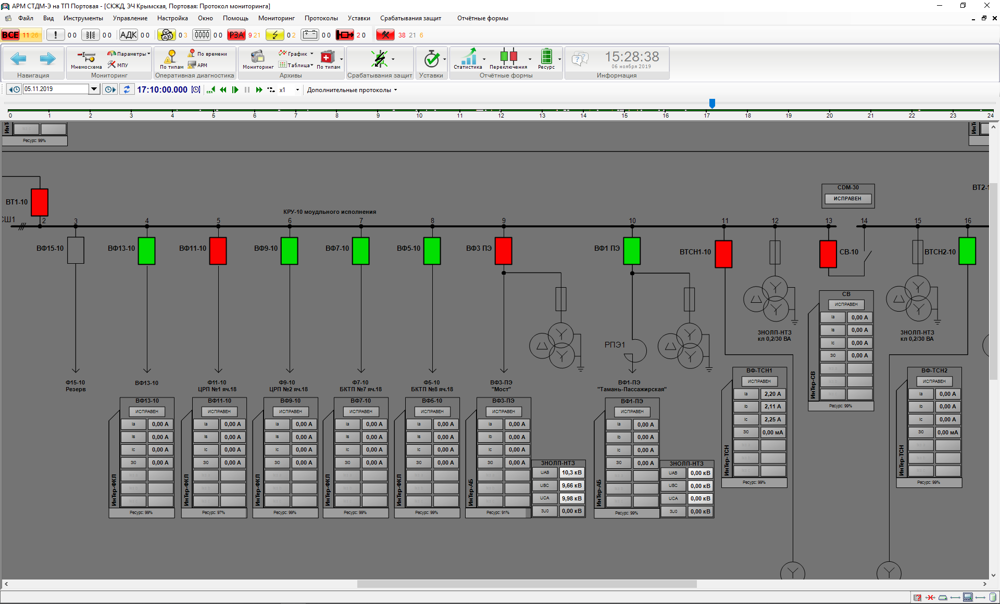 АРМ СТДМ-Э на ТП Портовая - [СКЖД, ЭЧ Крымская, Портовая: Протокол мониторинга]
Файл Вид Инструменты Управление Настройка Окно Помощь Мониторинг Протоколы Уставки Срабатывания защит Отчётные формы
ВСЕ 11 26 ! 0 0 0 0 АДК 0 0 0 3 0 0 РЗА 9 21 0 2 0 0 2 0 38 21 6
Мнемосхема Параметры МПУ По типам По времени АРМ Мониторинг График Таблица По типам Статистика Переключения Ресурс 15:28:38
06 ноября 2019
Навигация Мониторинг Оперативная диагностика Архивы Срабатывания защит Уставки Отчётные формы Информация
05.11.2019 17:10:00.000 сек x1 Дополнительные протоколы
0 1 2 3 4 5 6 7 8 9 10 11 12 13 14 15 16 17 18 19 20 21 22 23 24
Ресурс: 99%
CDM-30
ИСПРАВЕН
ВТ1-10
ВТ2-1
КРУ-10 моудльного исполнения
СШ1
2 3 4 5 6 7 8 9 10 11 12 13 14 15 16
ВФ15-10 ВФ13-10 ВФ11-10 ВФ9-10 ВФ7-10 ВФ5-10 ВФ3 ПЭ ВФ1 ПЭ ВТСН1-10 СВ-10 ВТСН2-10
РПЭ1
ЗНОЛП-НТЗ
кл 0,2/30 ВА
ЗНОЛП-НТЗ
кл 0,2/30 ВА
Ф15-10
Резерв
ВФ13-10
Ф11-10
ЦРП №1 яч.18
Ф9-10
ЦРП №2 яч.18
Ф7-10
БКТП №7 яч.18
Ф5-10
БКТП №8 яч.18
ВФ3-ПЭ
"Мост"
ВФ1-ПЭ
"Тамань-Пассажирская"
ВФ13-10
ИСПРАВЕН
Ia 0,00 А
Iв 0,00 А
Ic 0,00 А
3I0 0,00 А
ИнТер-ФКЛ
Ресурс: 99%
ВФ11-10
ИСПРАВЕН
Ia 0,00 А
Iв 0,00 А
Ic 0,00 А
3I0 0,00 А
ИнТер-ФКЛ
Ресурс: 97%
ВФ9-10
ИСПРАВЕН
Ia 0,00 А
Iв 0,00 А
Ic 0,00 А
3I0 0,00 А
ИнТер-ФКЛ
Ресурс: 99%
ВФ7-10
ИСПРАВЕН
Ia 0,00 А
Iв 0,00 А
Ic 0,00 А
3I0 0,00 А
ИнТер-ФКЛ
Ресурс: 99%
ВФ5-10
ИСПРАВЕН
Ia 0,00 А
Iв 0,00 А
Ic 0,00 А
3I0 0,00 А
ИнТер-ФКЛ
Ресурс: 99%
ВФ3-ПЭ
ИСПРАВЕН
Ia 0,00 А
Ib 0,00 А
Ic 0,00 А
3I0 0,00 А
ИнТер-АБ
Ресурс: 91%
ЗНОЛП-НТЗ
UAB 10,3 кВ
UBC 9,66 кВ
UCA 9,98 кВ
3U0 0,00 кВ
ВФ1-ПЭ
ИСПРАВЕН
Ia 0,00 А
Ib 0,00 А
Ic 0,00 А
3I0 0,00 А
ИнТер-АБ
Ресурс: 99%
ЗНОЛП-НТЗ
UAB 0,00 кВ
UBC 0,00 кВ
UCA 0,00 кВ
3U0 0,00 кВ
ВФ-ТСН1
ИСПРАВЕН
Ia 2,20 А
Ib 2,11 А
Ic 2,25 А
3I0 0,00 мА
ИнТер-ТСН
Ресурс: 99%
СВ
ИСПРАВЕН
Ia 0,00 А
Iв 0,00 А
Ic 0,00 А
3I0 0,00 А
ИнТер-СВ
Ресурс: 99%
ВФ-ТСН2
ИСПРАВЕН
Ia 0,00 А
Ib 0,00 А
Ic 0,00 А
3I0 0,00 мА
ИнТер-ТСН
Ресурс: 99%